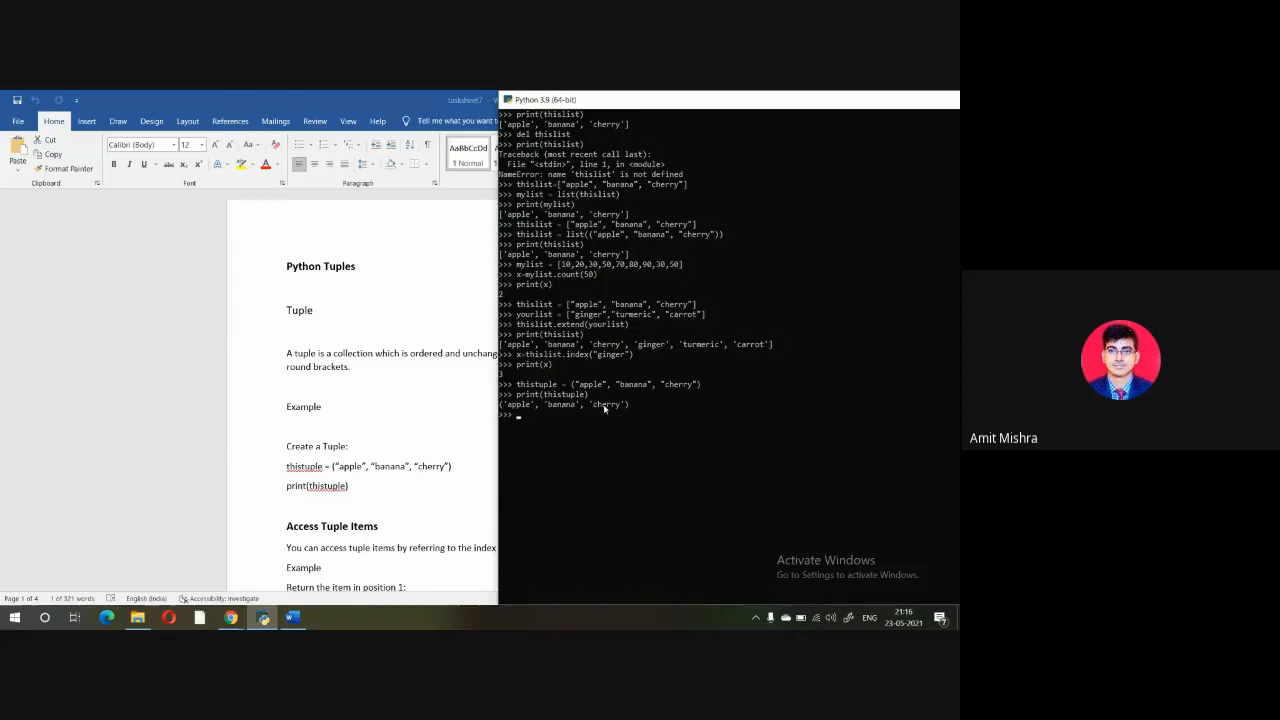 tasksheet7 - W
File Home Insert Draw Design Layout References Mailings Review View Help Tell me what you want to
Paste
Cut
Copy
Format Painter
Clipboard
Calibri (Body) 12
Font
Paragraph
AaBbCcDd
¶ Normal
Python Tuples
Tuple
A tuple is a collection which is ordered and unchang
round brackets.
Example
Create a Tuple:
thistuple = (“apple”, “banana”, “cherry”)
print(thistuple)
Access Tuple Items
You can access tuple items by referring to the index
Example
Return the item in position 1:
Page 1 of 4 1 of 321 words English (India) Accessibility: Investigate
Python 3.9 (64-bit)
>>> print(thislist)
['apple', 'banana', 'cherry']
>>> del thislist
>>> print(thislist)
Traceback (most recent call last):
File "<stdin>", line 1, in <module>
NameError: name 'thislist' is not defined
>>> thislist=["apple", "banana", "cherry"]
>>> mylist = list(thislist)
>>> print(mylist)
['apple', 'banana', 'cherry']
>>> thislist = ["apple", "banana", "cherry"]
>>> thislist = list(("apple", "banana", "cherry"))
>>> print(thislist)
['apple', 'banana', 'cherry']
>>> mylist = [10,20,30,50,70,80,90,30,50]
>>> x=mylist.count(50)
>>> print(x)
2
>>> thislist = ["apple", "banana", "cherry"]
>>> yourlist = ["ginger","turmeric", "carrot"]
>>> thislist.extend(yourlist)
>>> print(thislist)
['apple', 'banana', 'cherry', 'ginger', 'turmeric', 'carrot']
>>> x=thislist.index("ginger")
>>> print(x)
3
>>> thistuple = ("apple", "banana", "cherry")
>>> print(thistuple)
('apple', 'banana', 'cherry')
>>>
Activate Windows
Go to Settings to activate Windows.
ENG
21:16
23-05-2021
Amit Mishra